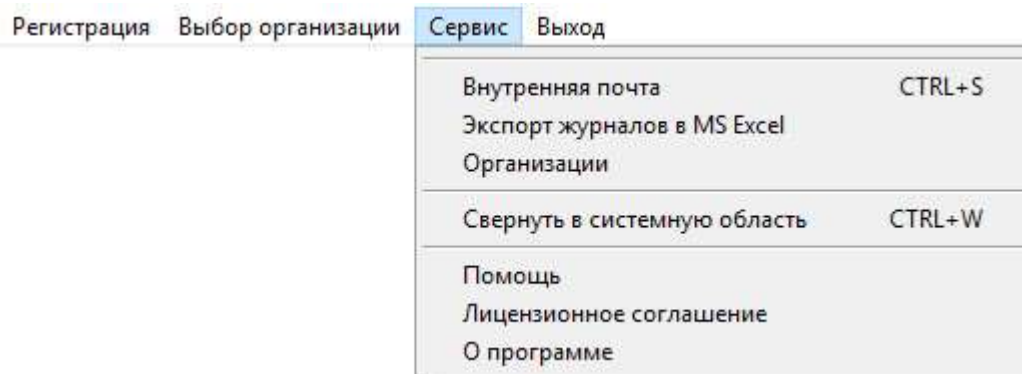 Регистрация Выбор организации Сервис Выход
Внутренняя почта CTRL+S
Экспорт журналов в MS Excel
Организации
Свернуть в системную область CTRL+W
Помощь
Лицензионное соглашение
О программе